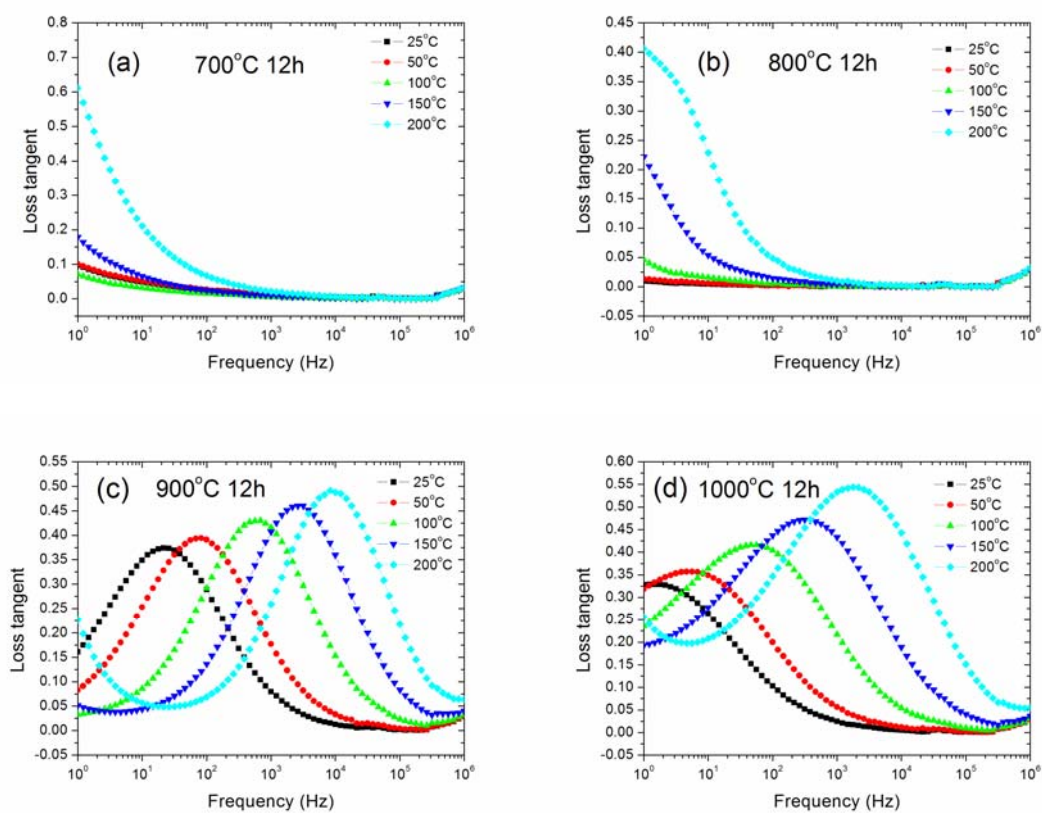 (a) 700°C 12h
25°C
50°C
100°C
150°C
200°C
Loss tangent
0.8
0.7
0.6
0.5
0.4
0.3
0.2
0.1
0.0
10⁰ 10¹ 10² 10³ 10⁴ 10⁵ 10⁶
Frequency (Hz)
(b) 800°C 12h
25°C
50°C
100°C
150°C
200°C
Loss tangent
0.45
0.40
0.35
0.30
0.25
0.20
0.15
0.10
0.05
0.00
-0.05
10⁰ 10¹ 10² 10³ 10⁴ 10⁵ 10⁶
Frequency (Hz)
(c) 900°C 12h
25°C
50°C
100°C
150°C
200°C
Loss tangent
0.55
0.50
0.45
0.40
0.35
0.30
0.25
0.20
0.15
0.10
0.05
0.00
-0.05
10⁰ 10¹ 10² 10³ 10⁴ 10⁵ 10⁶
Frequency (Hz)
(d) 1000°C 12h
25°C
50°C
100°C
150°C
200°C
Loss tangent
0.60
0.55
0.50
0.45
0.40
0.35
0.30
0.25
0.20
0.15
0.10
0.05
0.00
-0.05
10⁰ 10¹ 10² 10³ 10⁴ 10⁵ 10⁶
Frequency (Hz)